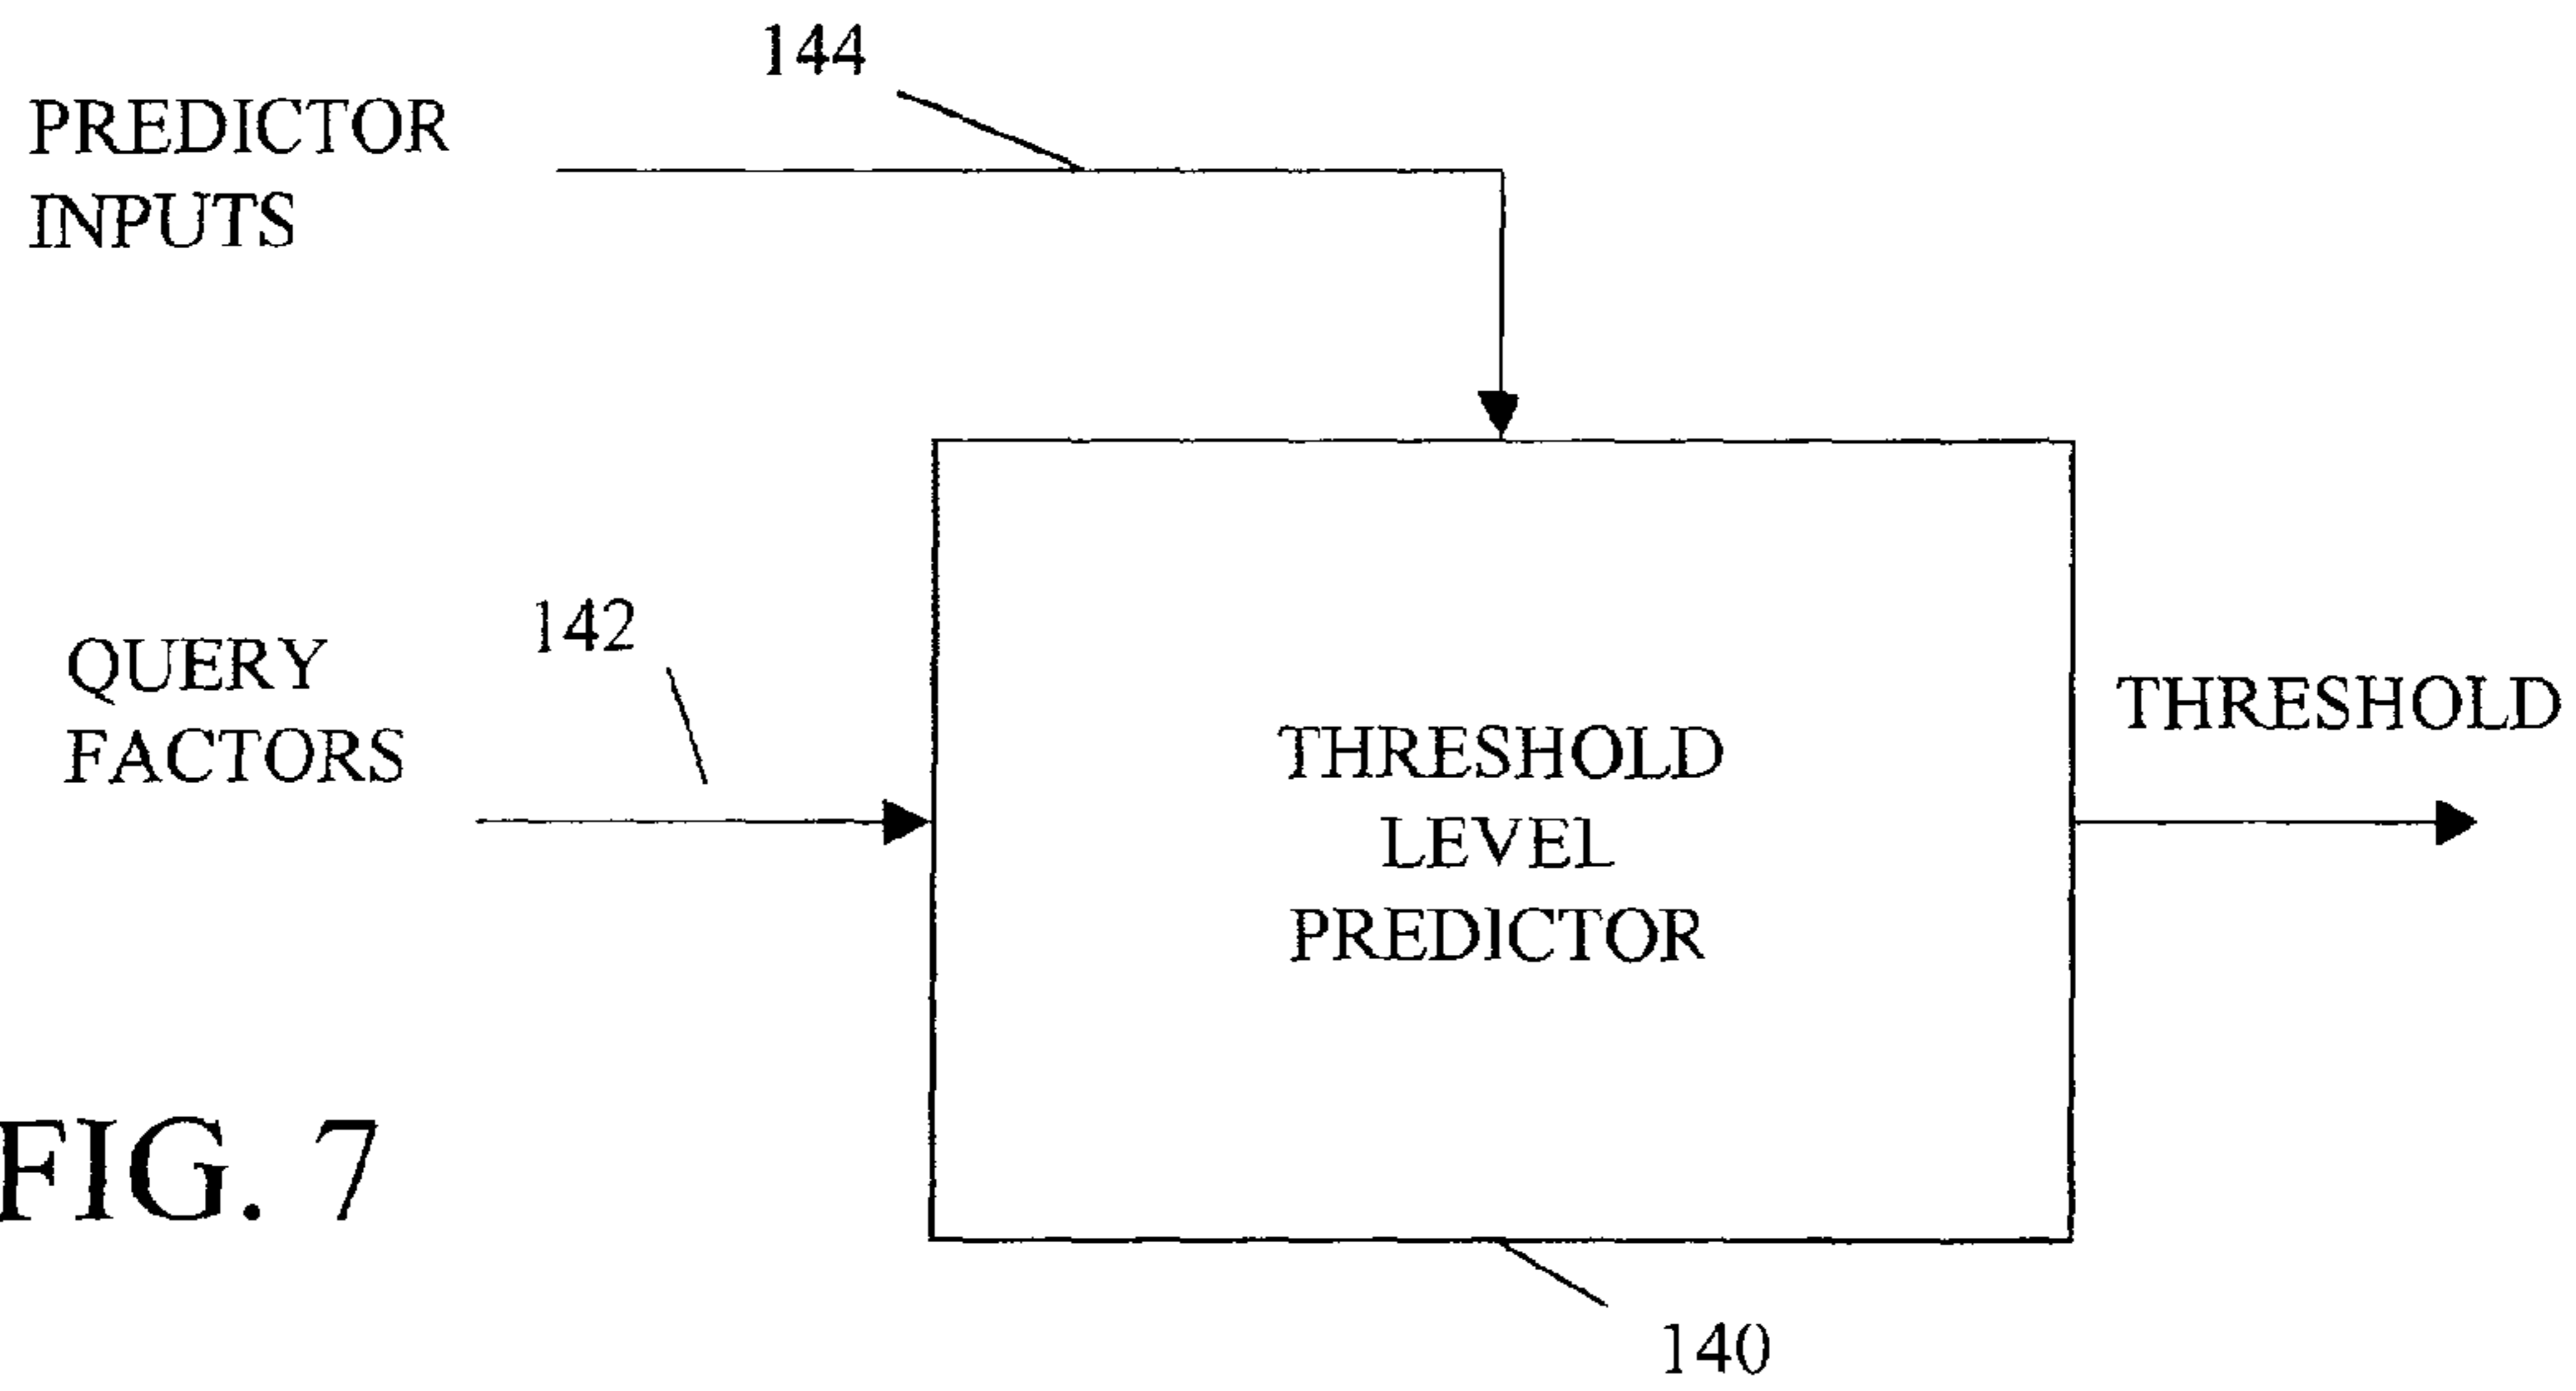 144
PREDICTOR
INPUTS
142
QUERY
FACTORS
THRESHOLD
LEVEL
PREDICTOR
THRESHOLD
FIG. 7
140